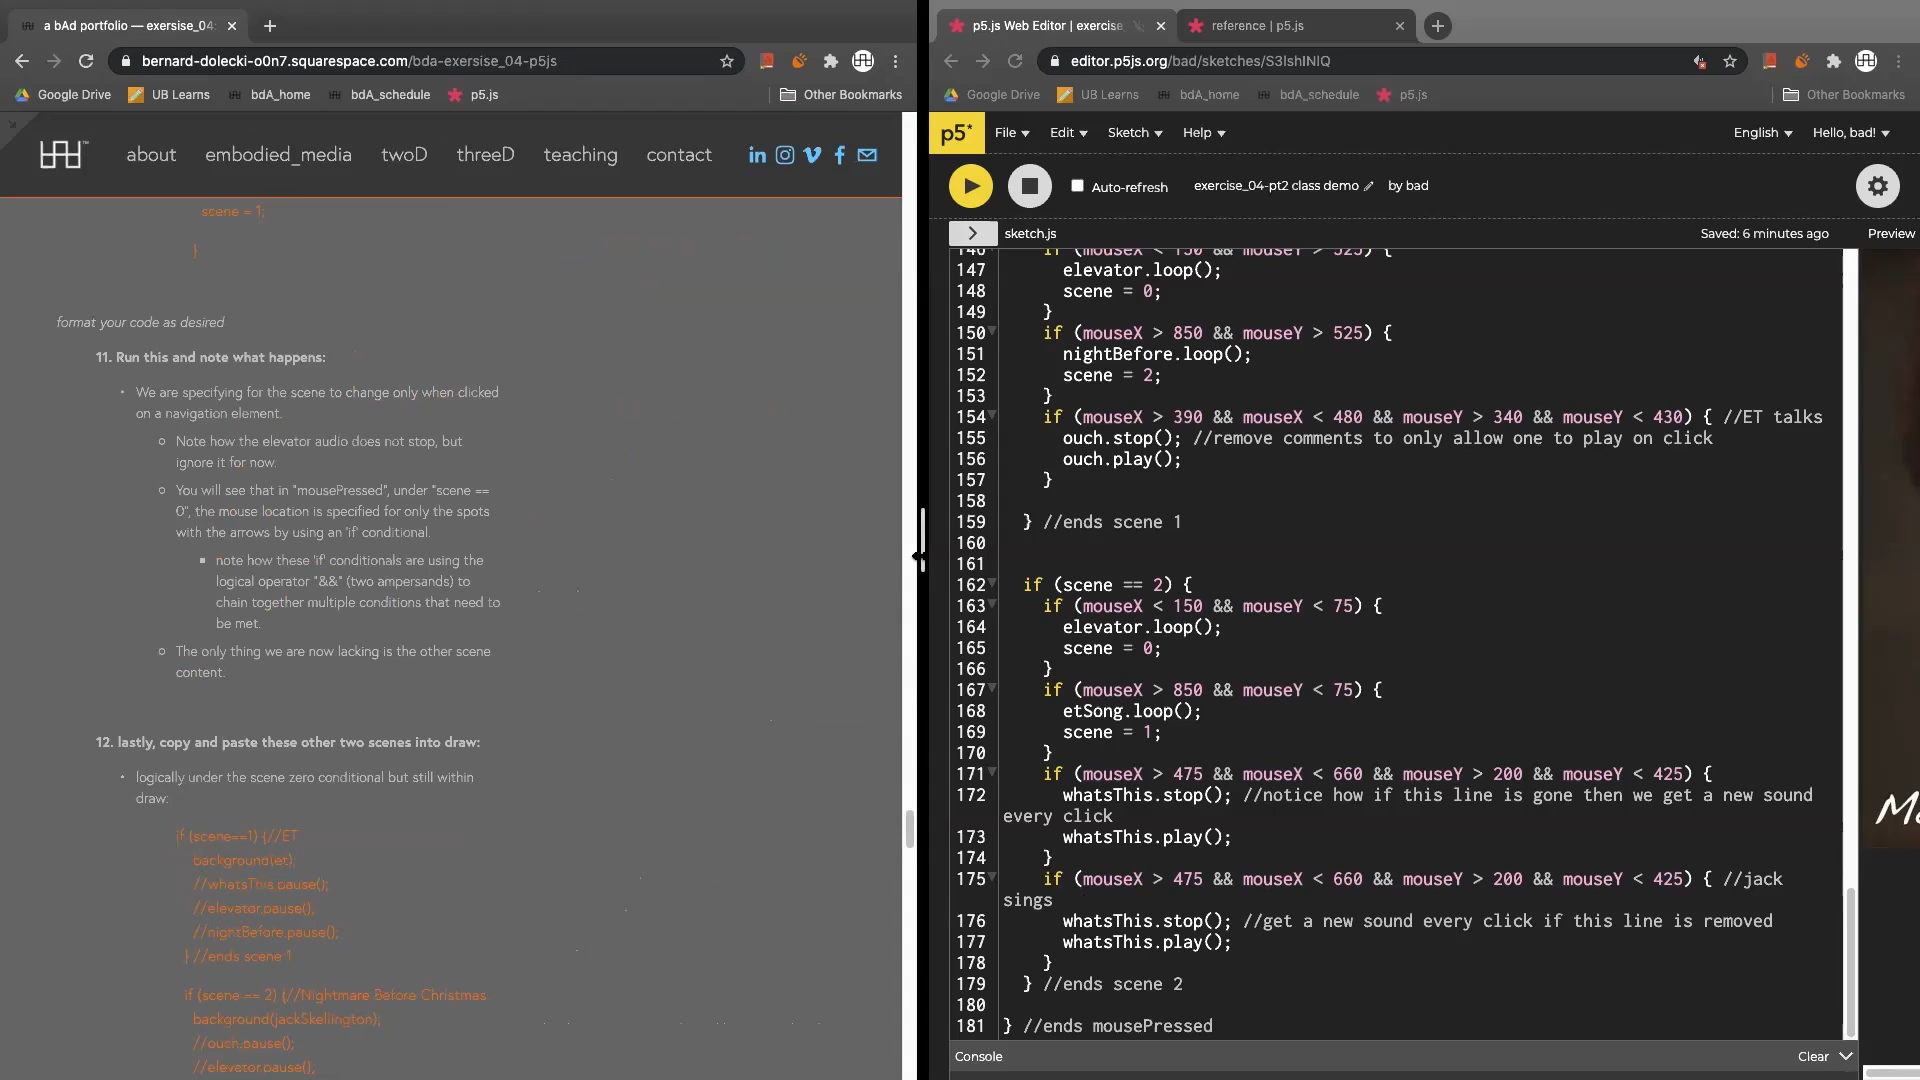 a bAd portfolio — exersise_04-
bernard-dolecki-o0n7.squarespace.com/bda-exersise_04-p5js
Google Drive
UB Learns
bdA_home
bdA_schedule
p5.js
Other Bookmarks
about
embodied_media
twoD
threeD
teaching
contact
scene = 1;
}
format your code as desired
11. Run this and note what happens:
We are specifying for the scene to change only when clicked
on a navigation element.
Note how the elevator audio does not stop, but
ignore it for now.
You will see that in "mousePressed", under "scene ==
0", the mouse location is specified for only the spots
with the arrows by using an 'if' conditional.
note how these 'if' conditionals are using the
logical operator "&&" (two ampersands) to
chain together multiple conditions that need to
be met.
The only thing we are now lacking is the other scene
content.
12. lastly, copy and paste these other two scenes into draw:
logically under the scene zero conditional but still within
draw:
if (scene==1) {//ET
background(et);
//whatsThis.pause();
//elevator.pause();
//nightBefore.pause();
} //ends scene 1
if (scene == 2) {//Nightmare Before Christmas
background(jackSkellington);
//ouch.pause();
//elevator.pause();
p5.js Web Editor | exercise
reference | p5.js
editor.p5js.org/bad/sketches/S3IshINIQ
Google Drive
UB Learns
bdA_home
bdA_schedule
p5.js
Other Bookmarks
p5*
File
Edit
Sketch
Help
English
Hello, bad!
Auto-refresh
exercise_04-pt2 class demo
by bad
sketch.js
Saved: 6 minutes ago
Preview
146 if (mouseX < 150 && mouseY > 525) {
147 elevator.loop();
148 scene = 0;
149 }
150 if (mouseX > 850 && mouseY > 525) {
151 nightBefore.loop();
152 scene = 2;
153 }
154 if (mouseX > 390 && mouseX < 480 && mouseY > 340 && mouseY < 430) { //ET talks
155 ouch.stop(); //remove comments to only allow one to play on click
156 ouch.play();
157 }
158
159 } //ends scene 1
160
161
162 if (scene == 2) {
163 if (mouseX < 150 && mouseY < 75) {
164 elevator.loop();
165 scene = 0;
166 }
167 if (mouseX > 850 && mouseY < 75) {
168 etSong.loop();
169 scene = 1;
170 }
171 if (mouseX > 475 && mouseX < 660 && mouseY > 200 && mouseY < 425) {
172 whatsThis.stop(); //notice how if this line is gone then we get a new sound
every click
173 whatsThis.play();
174 }
175 if (mouseX > 475 && mouseX < 660 && mouseY > 200 && mouseY < 425) { //jack
sings
176 whatsThis.stop(); //get a new sound every click if this line is removed
177 whatsThis.play();
178 }
179 } //ends scene 2
180
181 } //ends mousePressed
Console
Clear